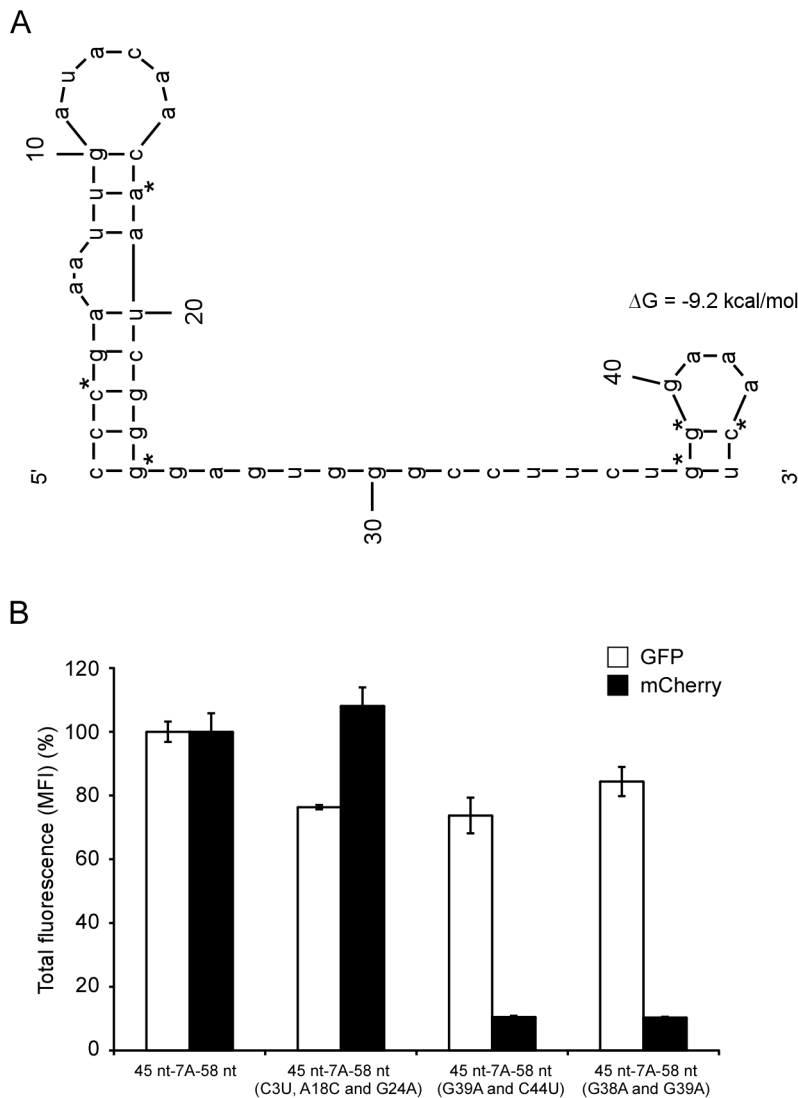 A
a c
u a
a a
10 g c
u a *
a u a
a
a u 20
ΔG = -9.2 kcal/mol
g c
a a
40 g a
* c g
a
c g
* g c *
5' c g * g a g u g g g c c u u c u * g u 3'
30
B
GFP
mCherry
Total fluorescence (MFI) (%)
120
100
80
60
40
20
0
45 nt-7A-58 nt
45 nt-7A-58 nt
(C3U, A18C and G24A)
45 nt-7A-58 nt
(G39A and C44U)
45 nt-7A-58 nt
(G38A and G39A)